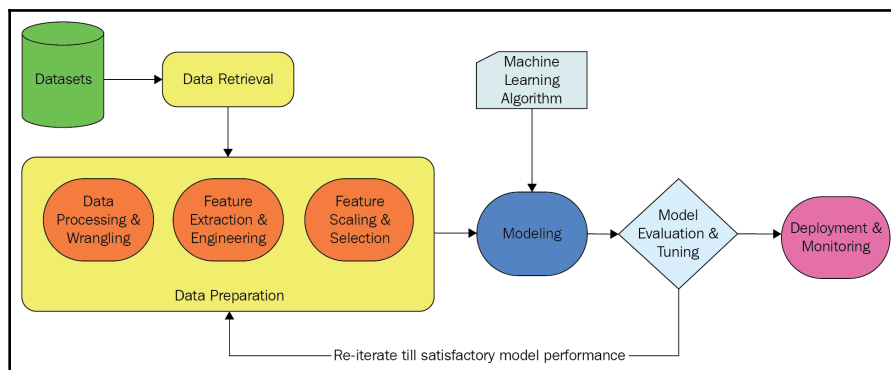 Datasets
Data Retrieval
Machine
Learning
Algorithm
Data
Processing &
Wrangling
Feature
Extraction &
Engineering
Feature
Scaling &
Selection
Data Preparation
Modeling
Model
Evaluation &
Tuning
Deployment &
Monitoring
Re-iterate till satisfactory model performance